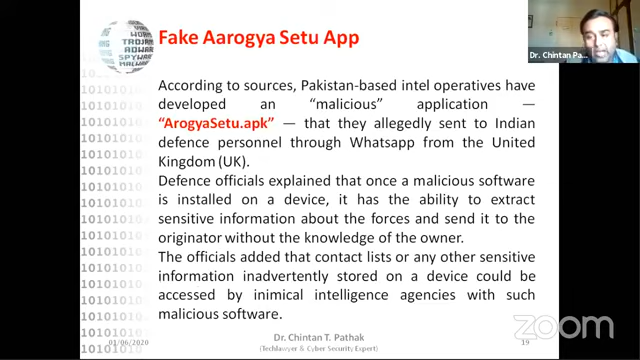 WORM
TROJAN
ADWARE
SPYWARE
MALWARE
Fake Aarogya Setu App
Dr. Chintan Pa...
According to sources, Pakistan-based intel operatives have
developed an “malicious” application —
“ArogyaSetu.apk” — that they allegedly sent to Indian
defence personnel through Whatsapp from the United
Kingdom (UK).
Defence officials explained that once a malicious software
is installed on a device, it has the ability to extract
sensitive information about the forces and send it to the
originator without the knowledge of the owner.
The officials added that contact lists or any other sensitive
information inadvertently stored on a device could be
accessed by inimical intelligence agencies with such
malicious software.
01/06/2020
Dr. Chintan T. Pathak
(Techlawyer & Cyber Security Expert)
19
zoom